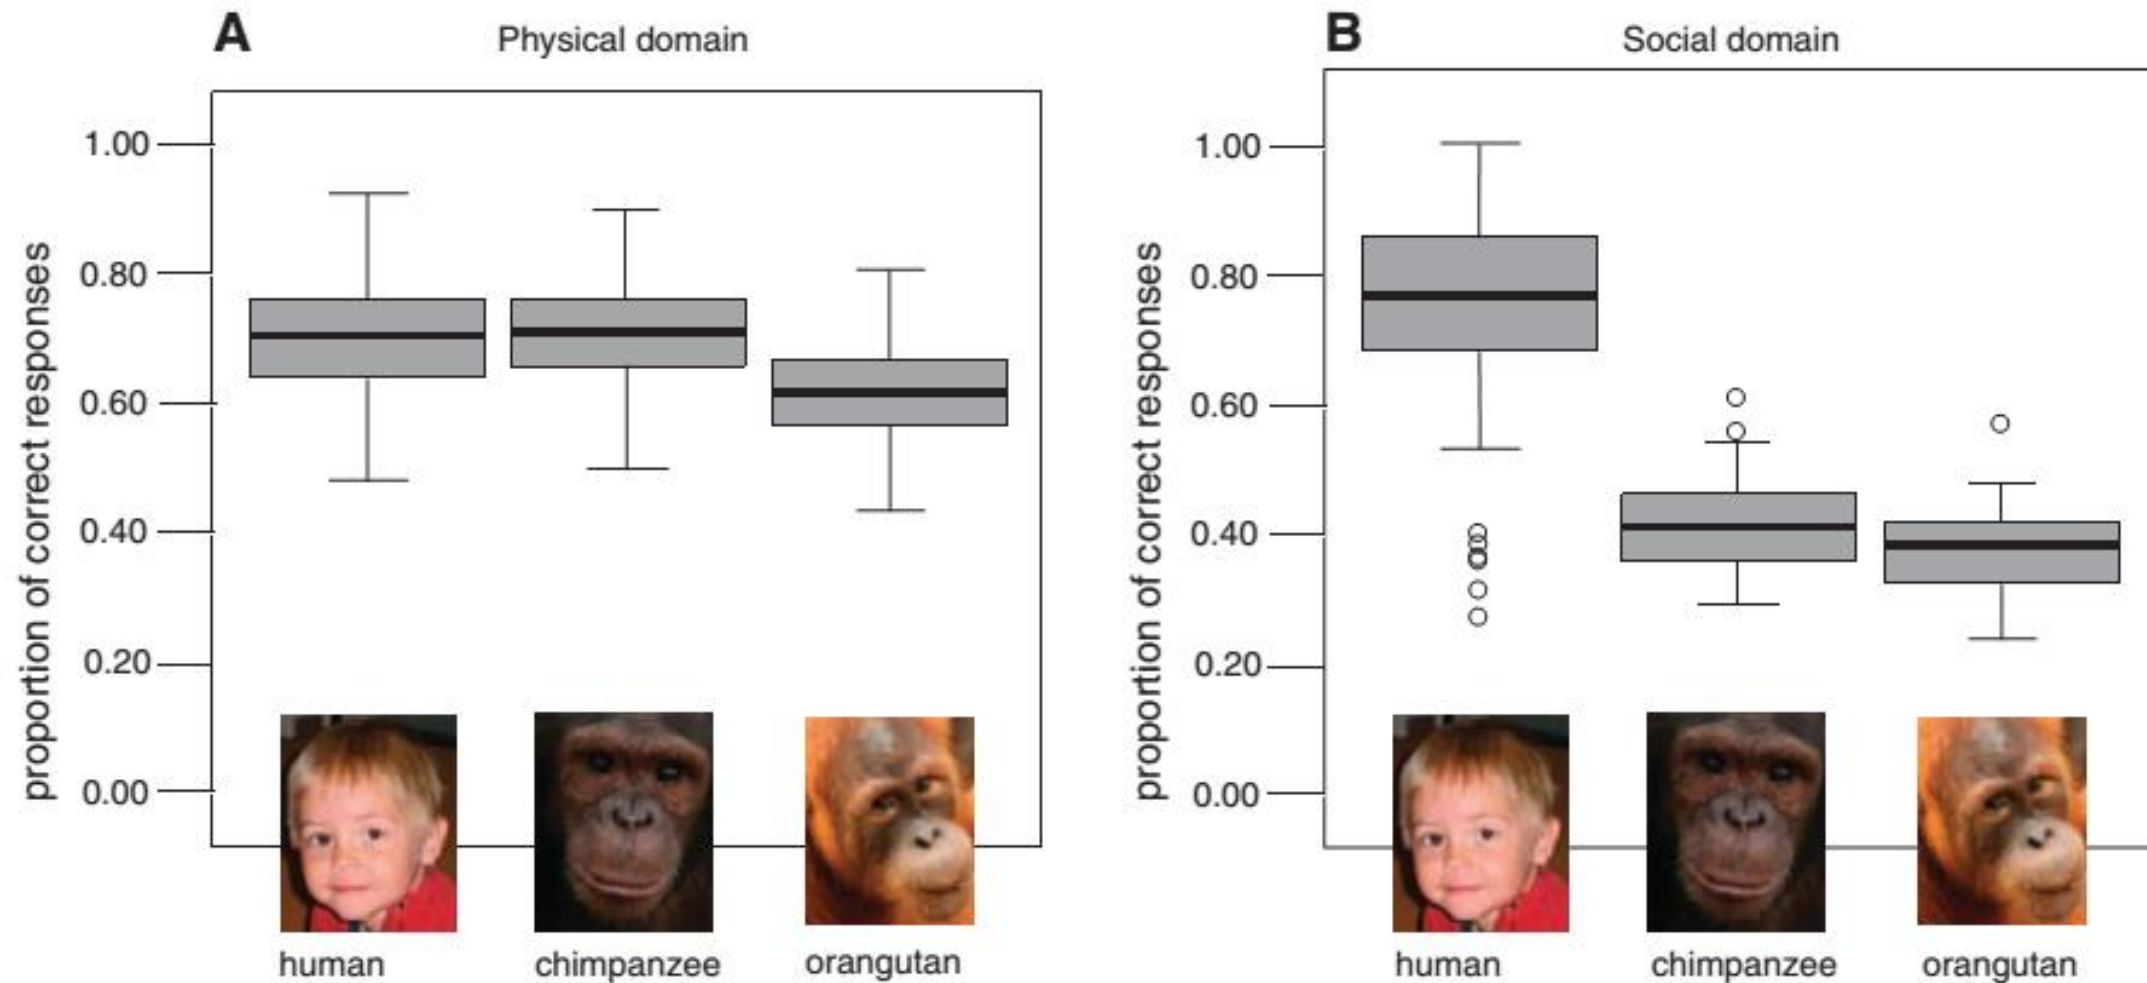 A Physical domain
proportion of correct responses
1.00
0.80
0.60
0.40
0.20
0.00
human chimpanzee orangutan
B Social domain
proportion of correct responses
1.00
0.80
0.60
0.40
0.20
0.00
human chimpanzee orangutan